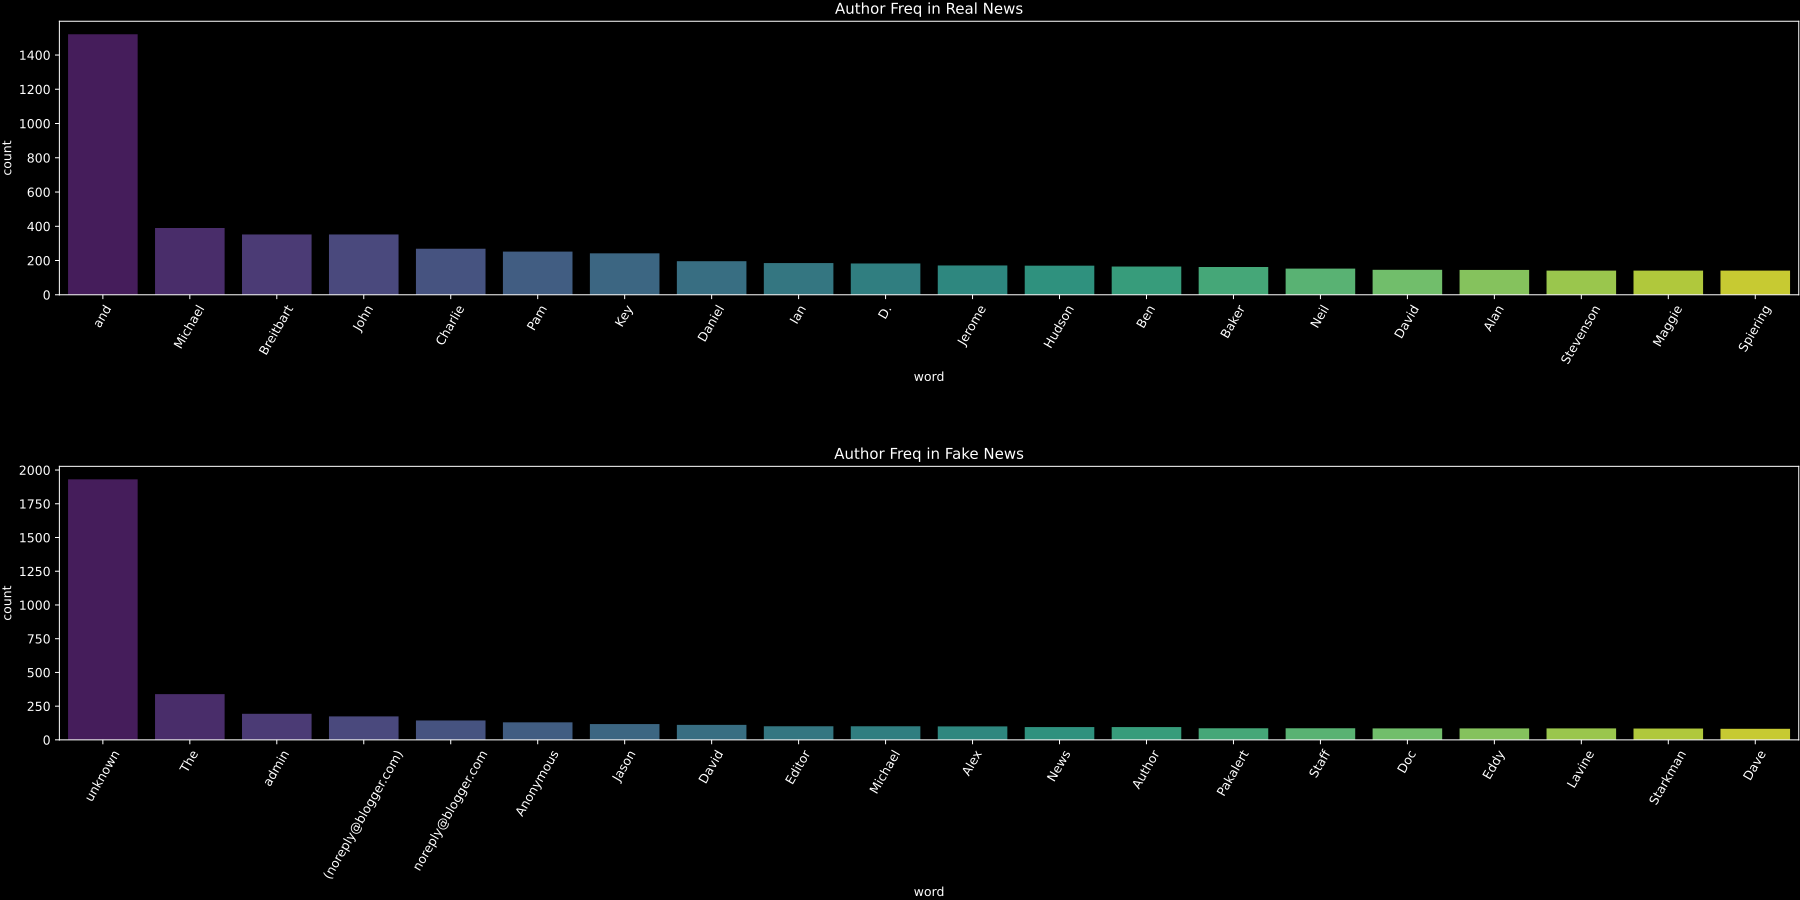 Author Freq in Real News
count
1400
1200
1000
800
600
400
200
0
and Michael Breitbart John Charlie Pam Key Daniel Ian D. Jerome Hudson Ben Baker Neil David Alan Stevenson Maggie Spiering
word
Author Freq in Fake News
count
2000
1750
1500
1250
1000
750
500
250
0
unknown The admin (noreply@blogger.com) noreply@blogger.com Anonymous Jason David Editor Michael Alex News Author Pakalert Staff Doc Eddy Lavine Starkman Dave
word